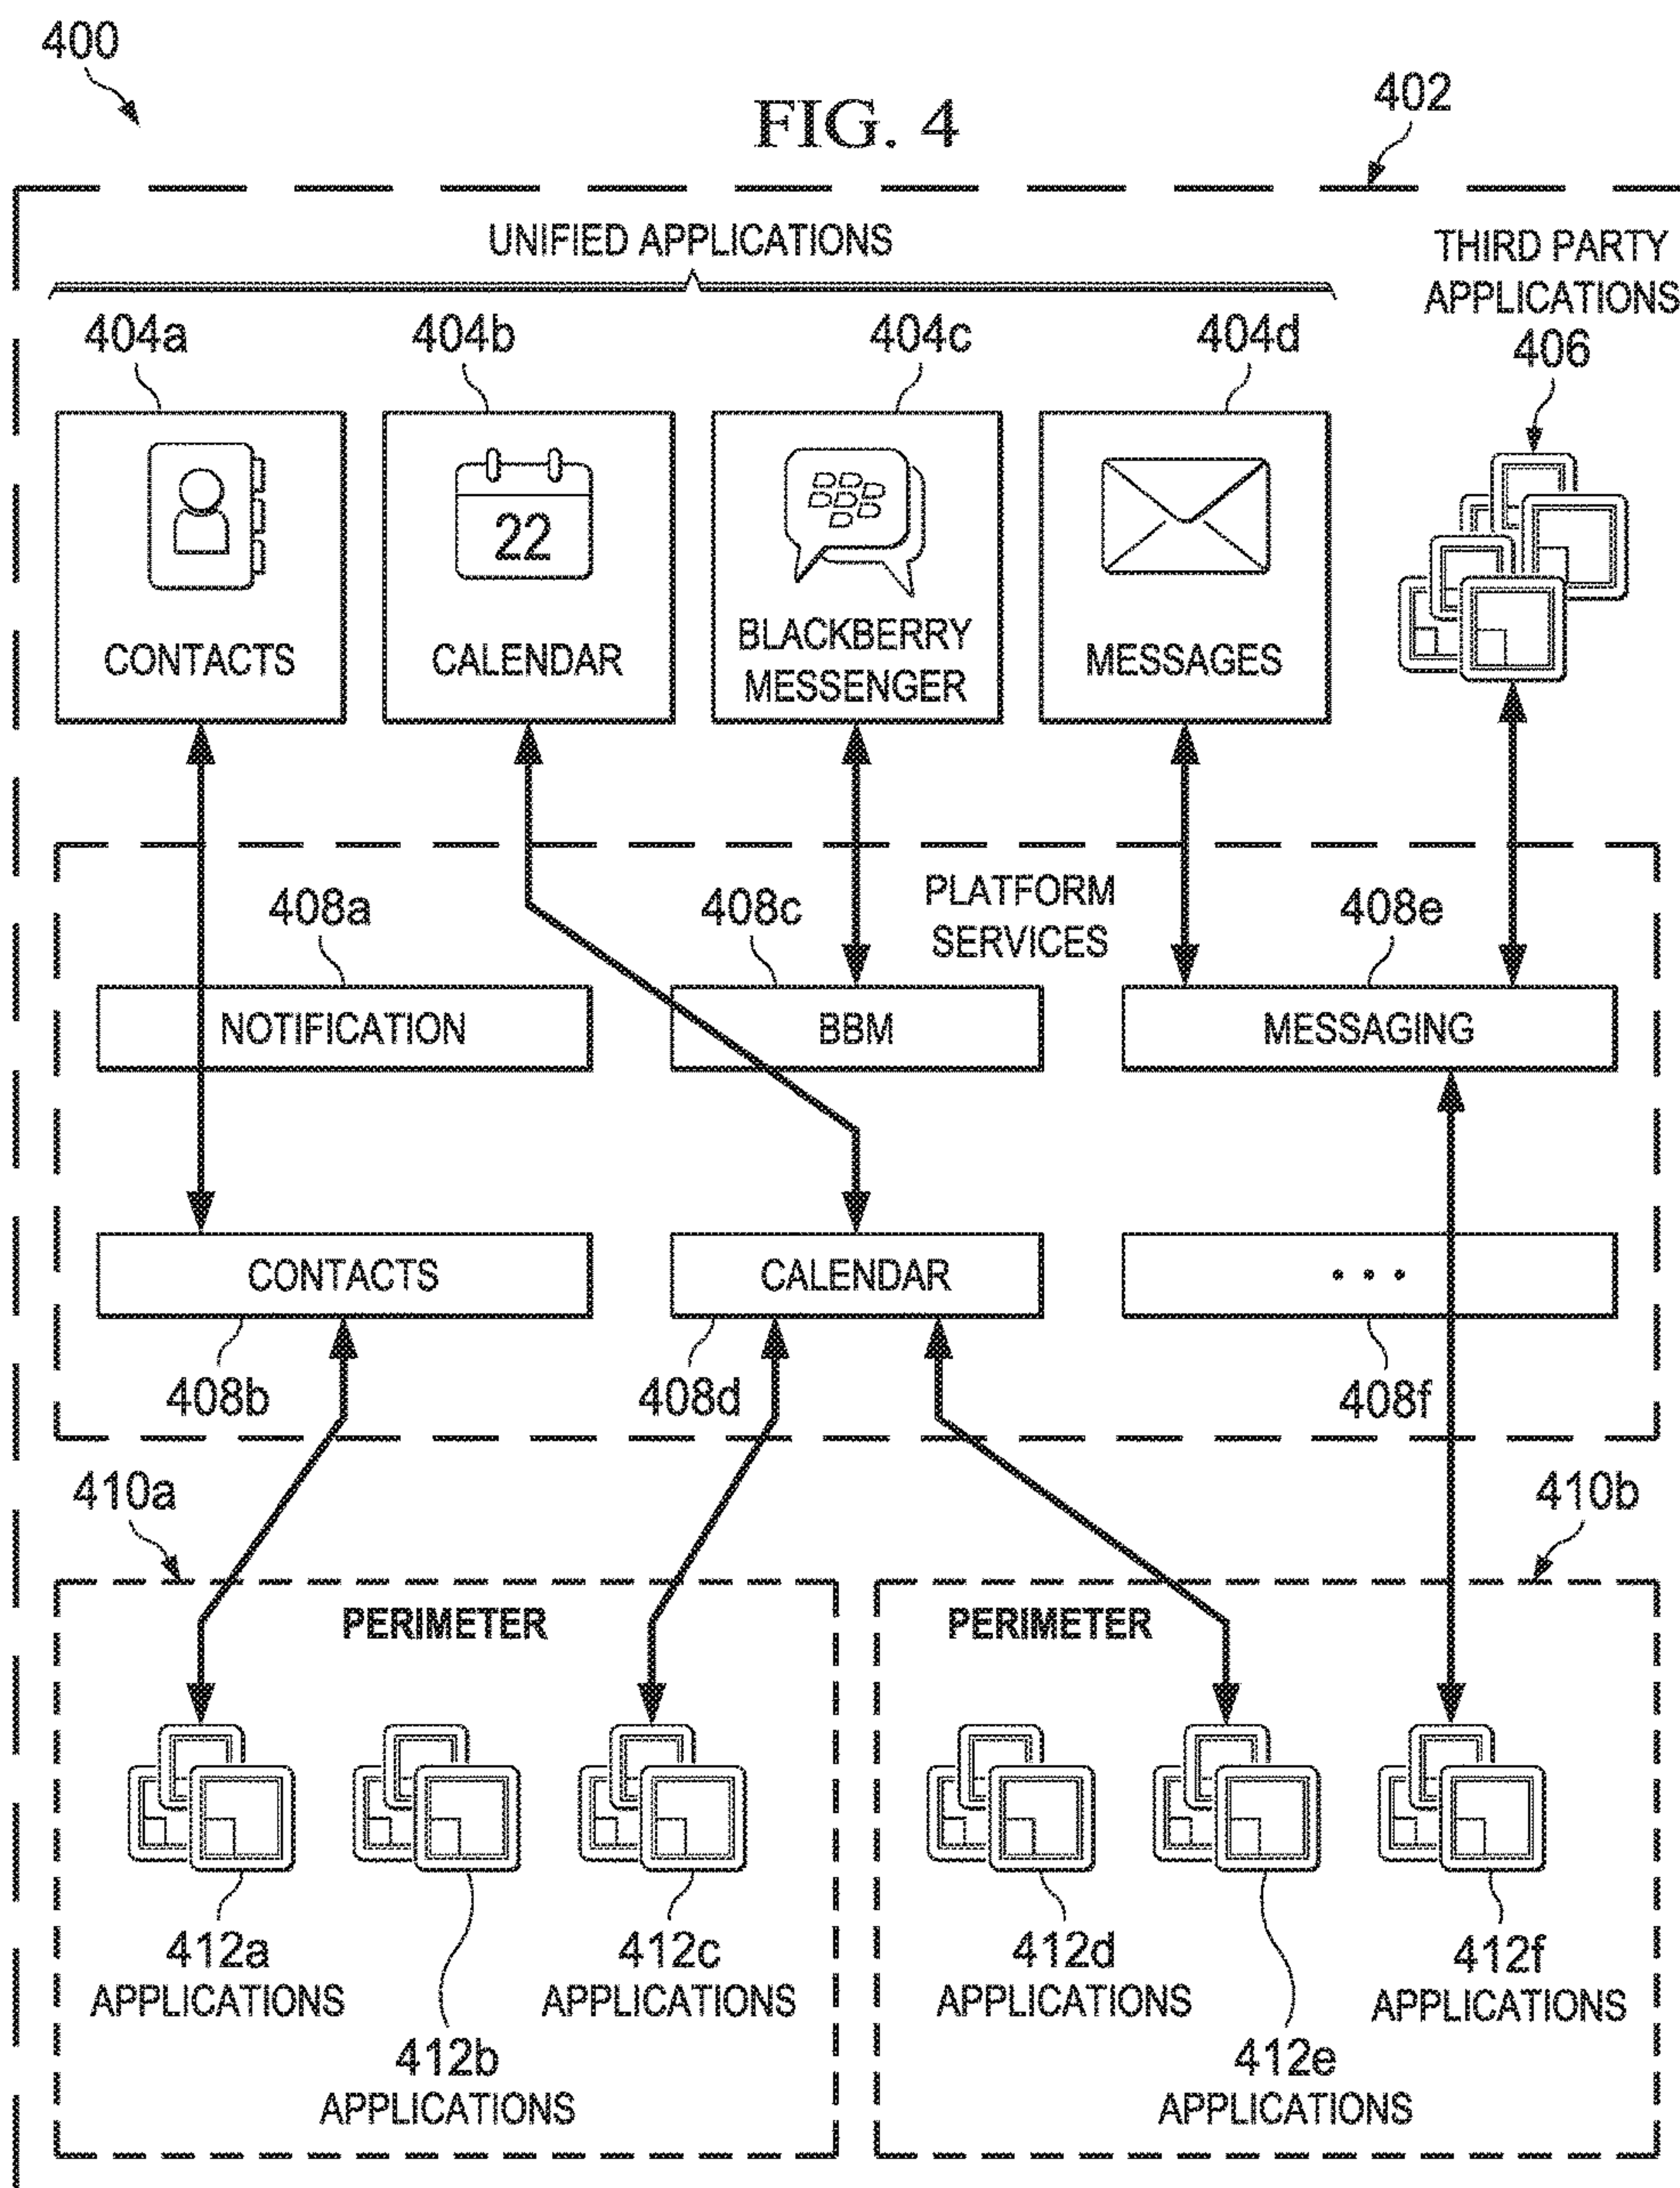 400
FIG. 4
402
UNIFIED APPLICATIONS
THIRD PARTY
APPLICATIONS
406
404a
404b
404c
404d
22
CONTACTS
CALENDAR
BLACKBERRY
MESSENGER
MESSAGES
PLATFORM
SERVICES
408a
408c
408e
NOTIFICATION
BBM
MESSAGING
CONTACTS
CALENDAR
...
408b
408d
408f
410a
410b
PERIMETER
PERIMETER
412a
APPLICATIONS
412b
APPLICATIONS
412c
APPLICATIONS
412d
APPLICATIONS
412e
APPLICATIONS
412f
APPLICATIONS